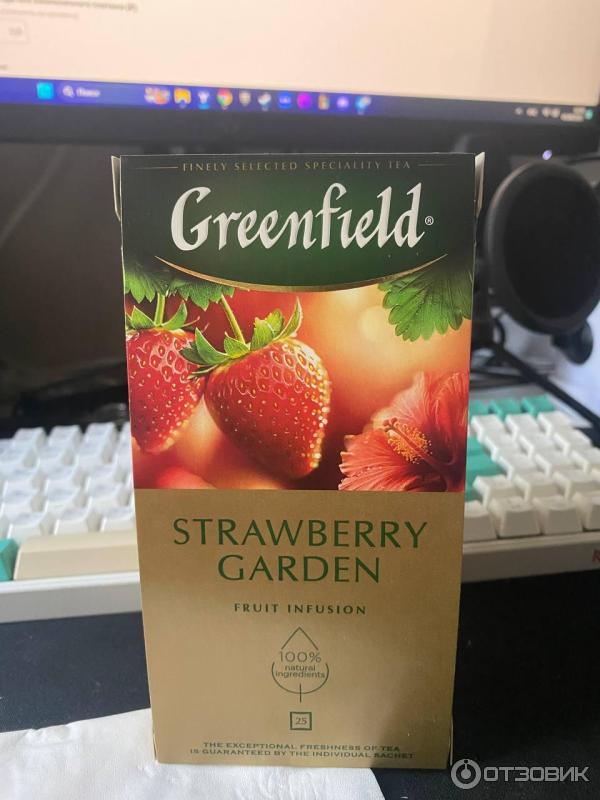 Поиск
FINELY SELECTED SPECIALITY TEA
Greenfield®
STRAWBERRY
GARDEN
FRUIT INFUSION
100%
natural
ingredients
25
THE EXCEPTIONAL FRESHNESS OF TEA
IS GUARANTEED BY THE INDIVIDUAL SACHET
ОТЗОВИК